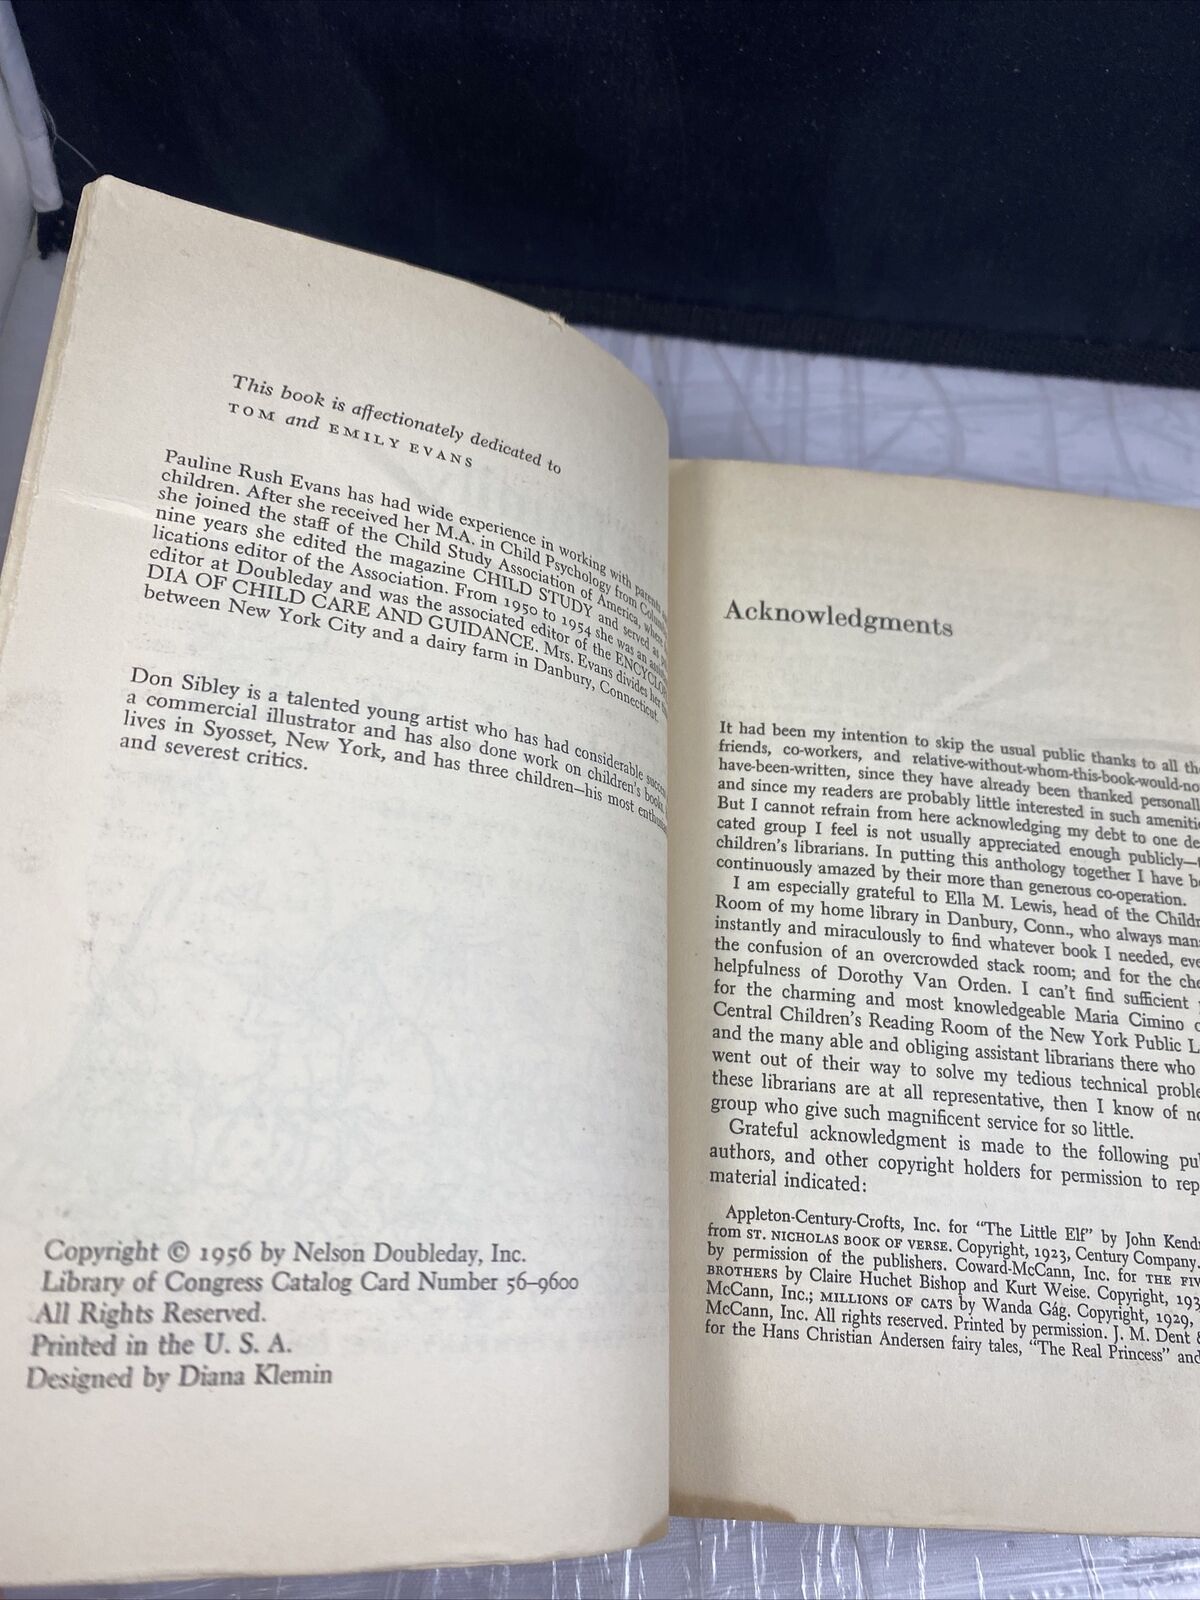 This book is affectionately dedicated to
TOM and EMILY EVANS
Pauline Rush Evans has had wide experience in working with parents
children. After she received her M.A. in Child Psychology from
she joined the staff of the Child Study Association of America, where
nine years she edited the magazine CHILD STUDY and served as
lications editor of the Association. From 1950 to 1954 she was an
editor at Doubleday and was the associated editor of the ENCYCLOP
DIA OF CHILD CARE AND GUIDANCE. Mrs. Evans divides her
between New York City and a dairy farm in Danbury, Connecticut.
Don Sibley is a talented young artist who has had considerable
a commercial illustrator and has also done work on children's books.
lives in Syosset, New York, and has three children—his most
and severest critics.
Copyright © 1956 by Nelson Doubleday, Inc.
Library of Congress Catalog Card Number 56–9600
All Rights Reserved.
Printed in the U. S. A.
Designed by Diana Klemin
Acknowledgments
It had been my intention to skip the usual public thanks to all
friends, co-workers, and relative-without-whom-this-book-would-no
have-been-written, since they have already been thanked personall
and since my readers are probably little interested in such ameniti
But I cannot refrain from here acknowledging my debt to one de
cated group I feel is not usually appreciated enough publicly—
children's librarians. In putting this anthology together I have
continuously amazed by their more than generous co-operation.
I am especially grateful to Ella M. Lewis, head of the Childr
Room of my home library in Danbury, Conn., who always man
instantly and miraculously to find whatever book I needed,
the confusion of an overcrowded stack room; and for the
helpfulness of Dorothy Van Orden. I can't find sufficient
for the charming and most knowledgeable Maria Cimino
Central Children's Reading Room of the New York Public
and the many able and obliging assistant librarians there who
went out of their way to solve my tedious technical proble
these librarians are at all representative, then I know of
group who give such magnificent service for so little.
Grateful acknowledgment is made to the following
authors, and other copyright holders for permission to
material indicated:
Appleton-Century-Crofts, Inc. for "The Little Elf" by John
from ST. NICHOLAS BOOK OF VERSE. Copyright, 1923, Century Company.
by permission of the publishers. Coward-McCann, Inc. for THE
BROTHERS by Claire Huchet Bishop and Kurt Weise. Copyright,
McCann, Inc.; MILLIONS OF CATS by Wanda Gág. Copyright, 1929,
McCann, Inc. All rights reserved. Printed by permission. J. M. Dent
for the Hans Christian Andersen fairy tales, "The Real Princess" and